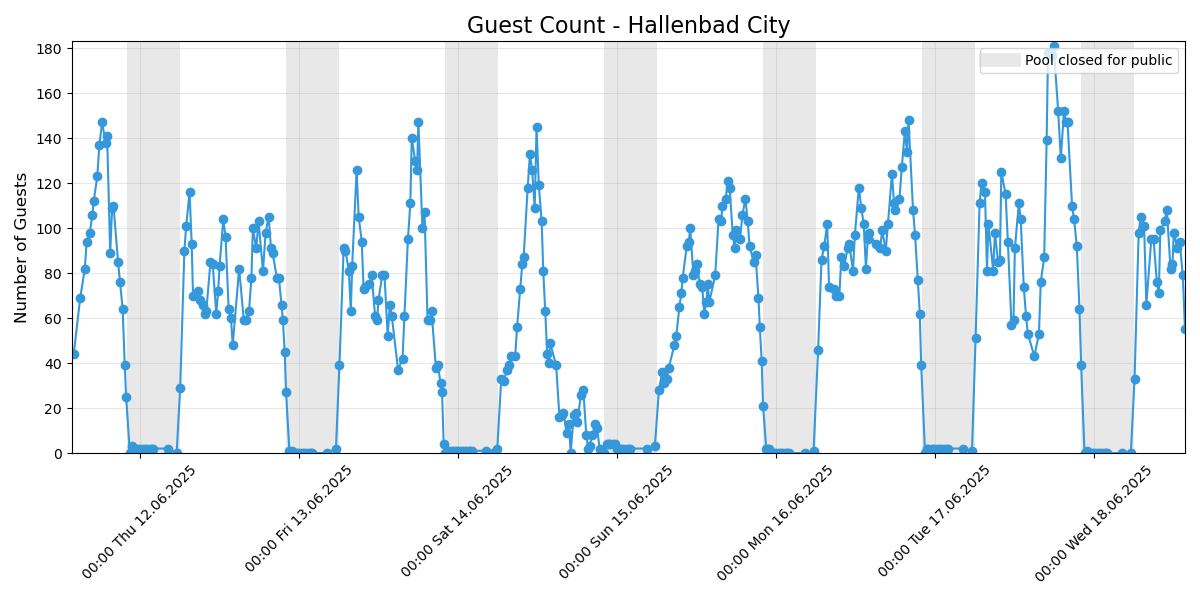 Guest Count - Hallenbad City
Number of Guests
180
160
140
120
100
80
60
40
20
0
Pool closed for public
00:00 Thu 12.06.2025
00:00 Fri 13.06.2025
00:00 Sat 14.06.2025
00:00 Sun 15.06.2025
00:00 Mon 16.06.2025
00:00 Tue 17.06.2025
00:00 Wed 18.06.2025